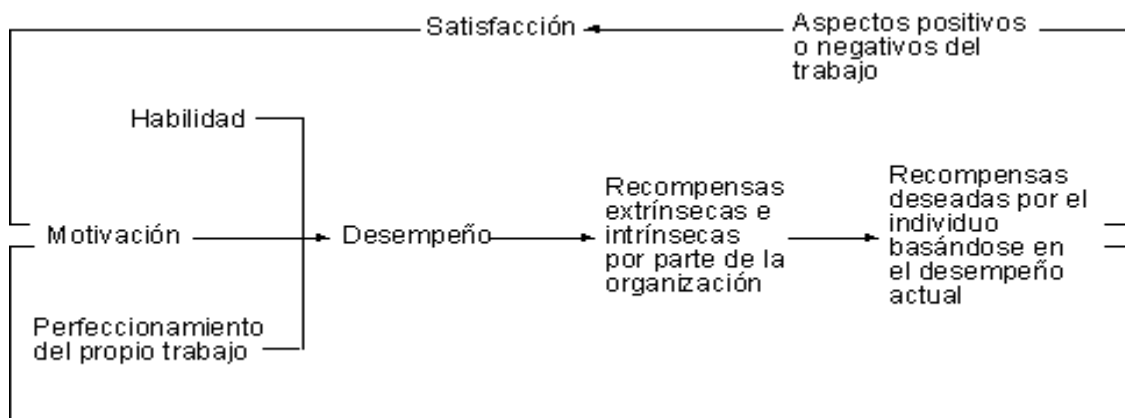 Satisfacción
Aspectos positivos
o negativos del
trabajo
Habilidad
Motivación
Desempeño
Recompensas
extrínsecas e
intrínsecas
por parte de la
organización
Recompensas
deseadas por el
individuo
basándose en
el desempeño
actual
Perfeccionamiento
del propio trabajo